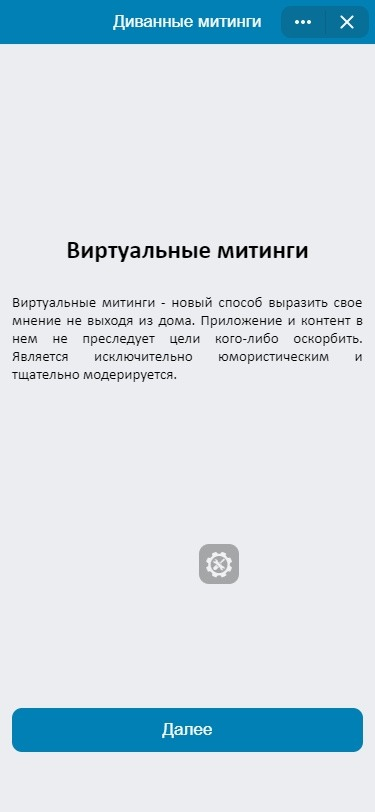 Диванные митинги
Виртуальные митинги
Виртуальные митинги - новый способ выразить свое
мнение не выходя из дома. Приложение и контент в
нем не преследует цели кого-либо оскорбить.
Является исключительно юмористическим и
тщательно модерируется.
Далее